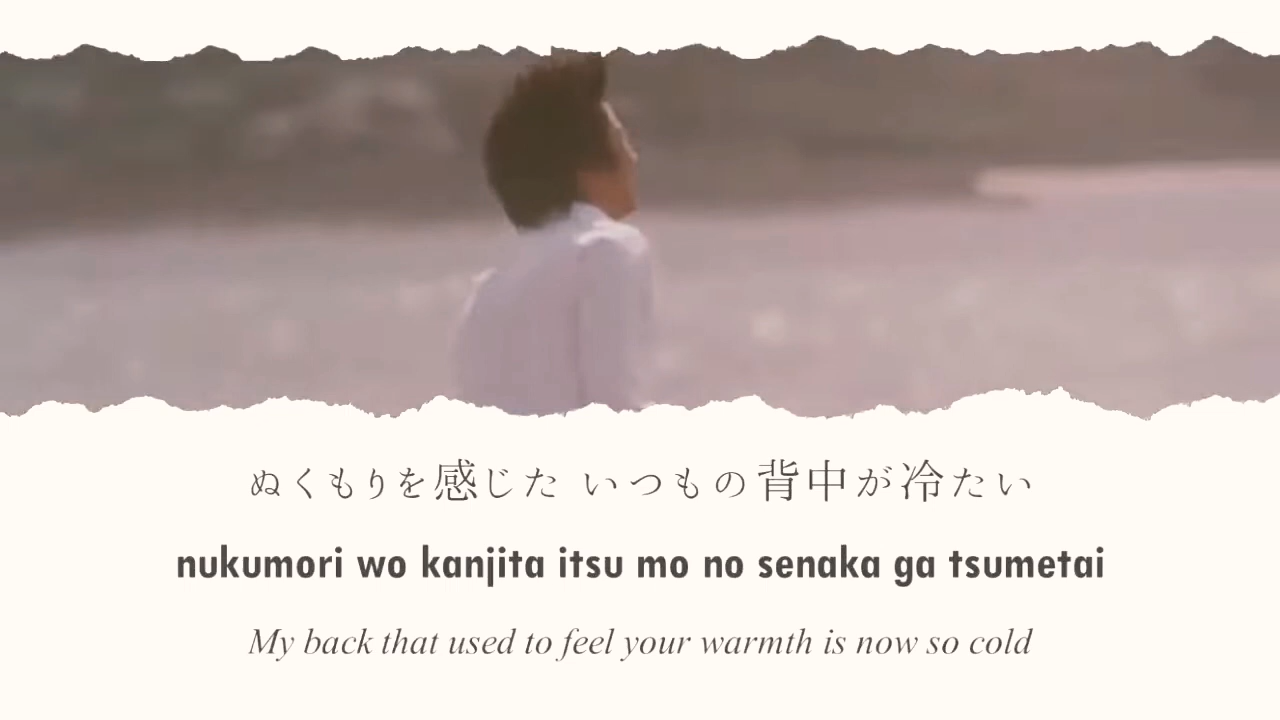 ぬくもりを感じた いつもの背中が冷たい
nukumori wo kanjita itsu mo no senaka ga tsumetai
My back that used to feel your warmth is now so cold